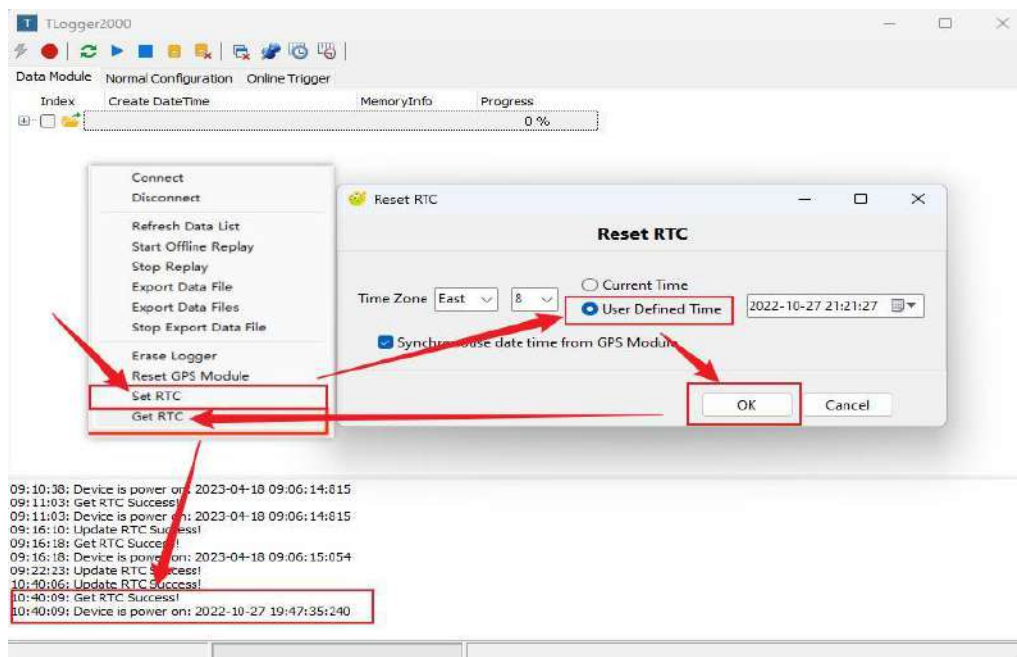 T TLogger2000
Data Module Normal Configuration Online Trigger
Index Create DateTime MemoryInfo Progress
0 %
Connect
Disconnect
Refresh Data List
Start Offline Replay
Stop Replay
Export Data File
Export Data Files
Stop Export Data File
Erase Logger
Reset GPS Module
Set RTC
Get RTC
Reset RTC
Reset RTC
Current Time
Time Zone East 8 User Defined Time 2022-10-27 21:21:27
date time from GPS Module
OK Cancel
09:10:38: Device is power on: 2023-04-18 09:06:14:815
09:11:03: Get RTC Success!
09:11:03: Device is power on: 2023-04-18 09:06:14:815
09:16:10: Update RTC Success!
09:16:18: Get RTC Success!
09:16:18: Device is power on: 2023-04-18 09:06:15:054
09:22:23: Update RTC Success!
10:40:06: Update RTC Success!
10:40:09: Get RTC Success!
10:40:09: Device is power on: 2022-10-27 19:47:35:240